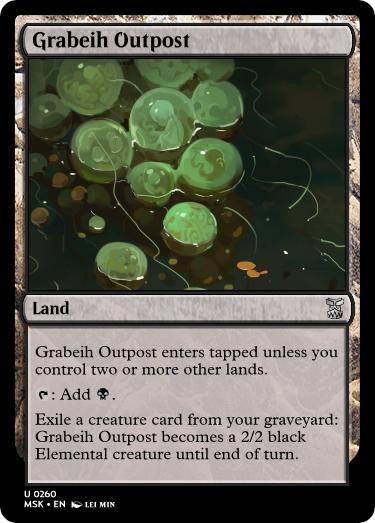 Grabeih Outpost
Land
Grabeih Outpost enters tapped unless you
control two or more other lands.
: Add .
Exile a creature card from your graveyard:
Grabeih Outpost becomes a 2/2 black
Elemental creature until end of turn.
U 0260
MSK • EN LEI MIN